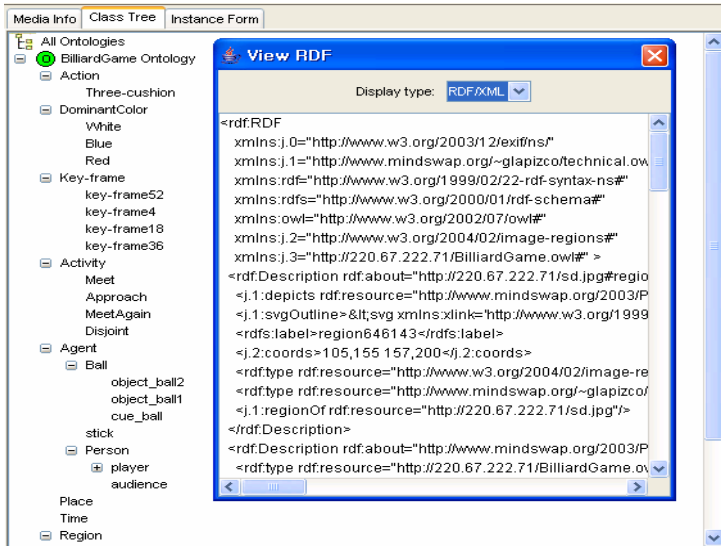 Media Info Class Tree Instance Form
All Ontologies
BilliardGame Ontology
Action
Three-cushion
DominantColor
White
Blue
Red
Key-frame
key-frame52
key-frame4
key-frame18
key-frame36
Activity
Meet
Approach
MeetAgain
Disjoint
Agent
Ball
object_ball2
object_ball1
cue_ball
stick
Person
player
audience
Place
Time
Region
View RDF
Display type: RDF/XML
<rdf:RDF
xmlns:j.0="http://www.w3.org/2003/12/exif/ns/"
xmlns:j.1="http://www.mindswap.org/~glapizco/technical.ow
xmlns:rdf="http://www.w3.org/1999/02/22-rdf-syntax-ns#"
xmlns:rdfs="http://www.w3.org/2000/01/rdf-schema#"
xmlns:owl="http://www.w3.org/2002/07/owl#"
xmlns:j.2="http://www.w3.org/2004/02/image-regions#"
xmlns:j.3="http://220.67.222.71/BilliardGame.owl#" >
<rdf:Description rdf:about="http://220.67.222.71/sd.jpg#regio
<j.1:depicts rdf:resource="http://www.mindswap.org/2003/P
<j.1:svgOutline>&lt;svg xmlns:xlink='http://www.w3.org/1999
<rdfs:label>region646143</rdfs:label>
<j.2:coords>105,155 157,200</j.2:coords>
<rdf:type rdf:resource="http://www.w3.org/2004/02/image-re
<rdf:type rdf:resource="http://www.mindswap.org/~glapizco/
<j.1:regionOf rdf:resource="http://220.67.222.71/sd.jpg"/>
</rdf:Description>
<rdf:Description rdf:about="http://www.mindswap.org/2003/P
<rdf:type rdf:resource="http://220.67.222.71/BilliardGame.ow